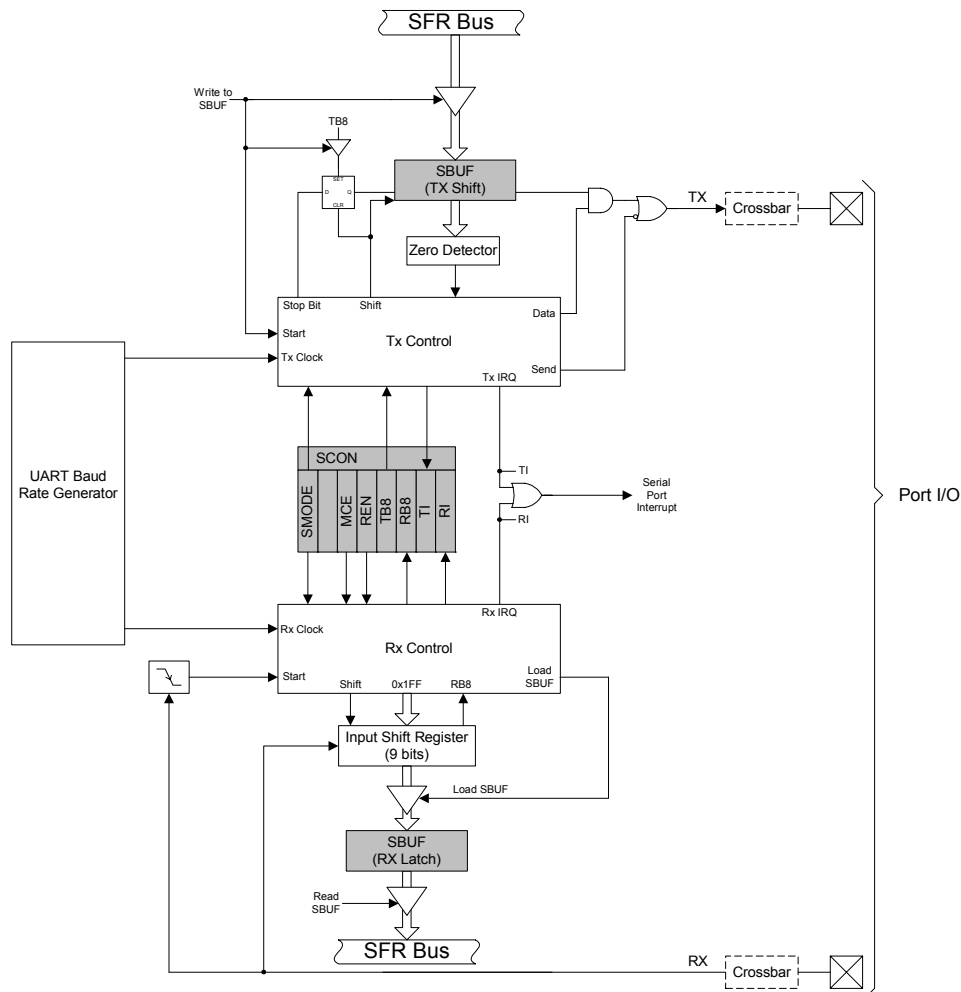 SFR Bus
Write to
SBUF
TB8
SBUF
(TX Shift)
SET
D
Q
CLR
TX
Crossbar
Zero Detector
Stop Bit
Shift
Data
Start
Tx Control
Tx Clock
Send
Tx IRQ
UART Baud
Rate Generator
SCON
SMODE
MCE
REN
TB8
RB8
TI
RI
TI
Serial
Port
Interrupt
RI
Port I/O
Rx IRQ
Rx Clock
Rx Control
Start
Load
SBUF
Shift
0x1FF
RB8
Input Shift Register
(9 bits)
Load SBUF
SBUF
(RX Latch)
Read
SBUF
SFR Bus
RX
Crossbar